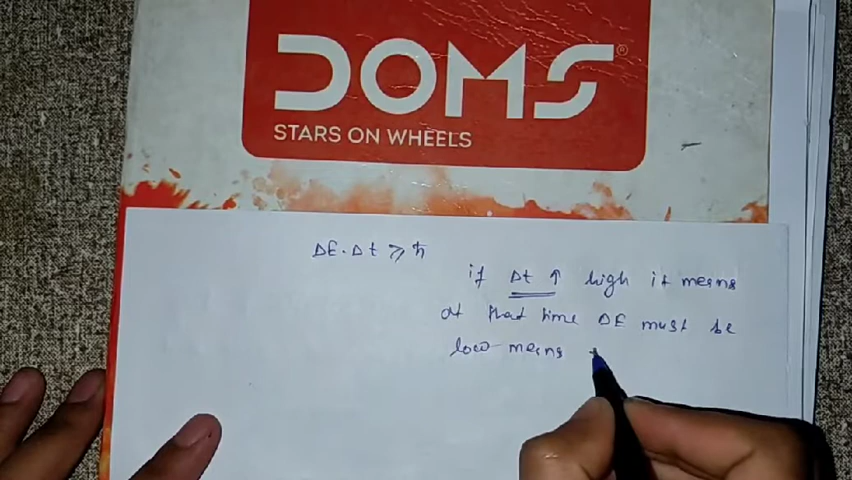 DOMS®
STARS ON WHEELS
ΔE·Δt ≥ ħ
if Δt ↑ high it means
at that time ΔE must be
low means